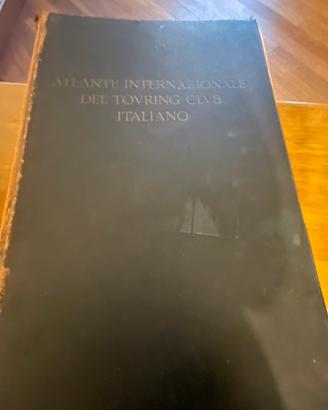 ATLANTE INTERNAZIONALE
DEL TOVRING CLVB
ITALIANO